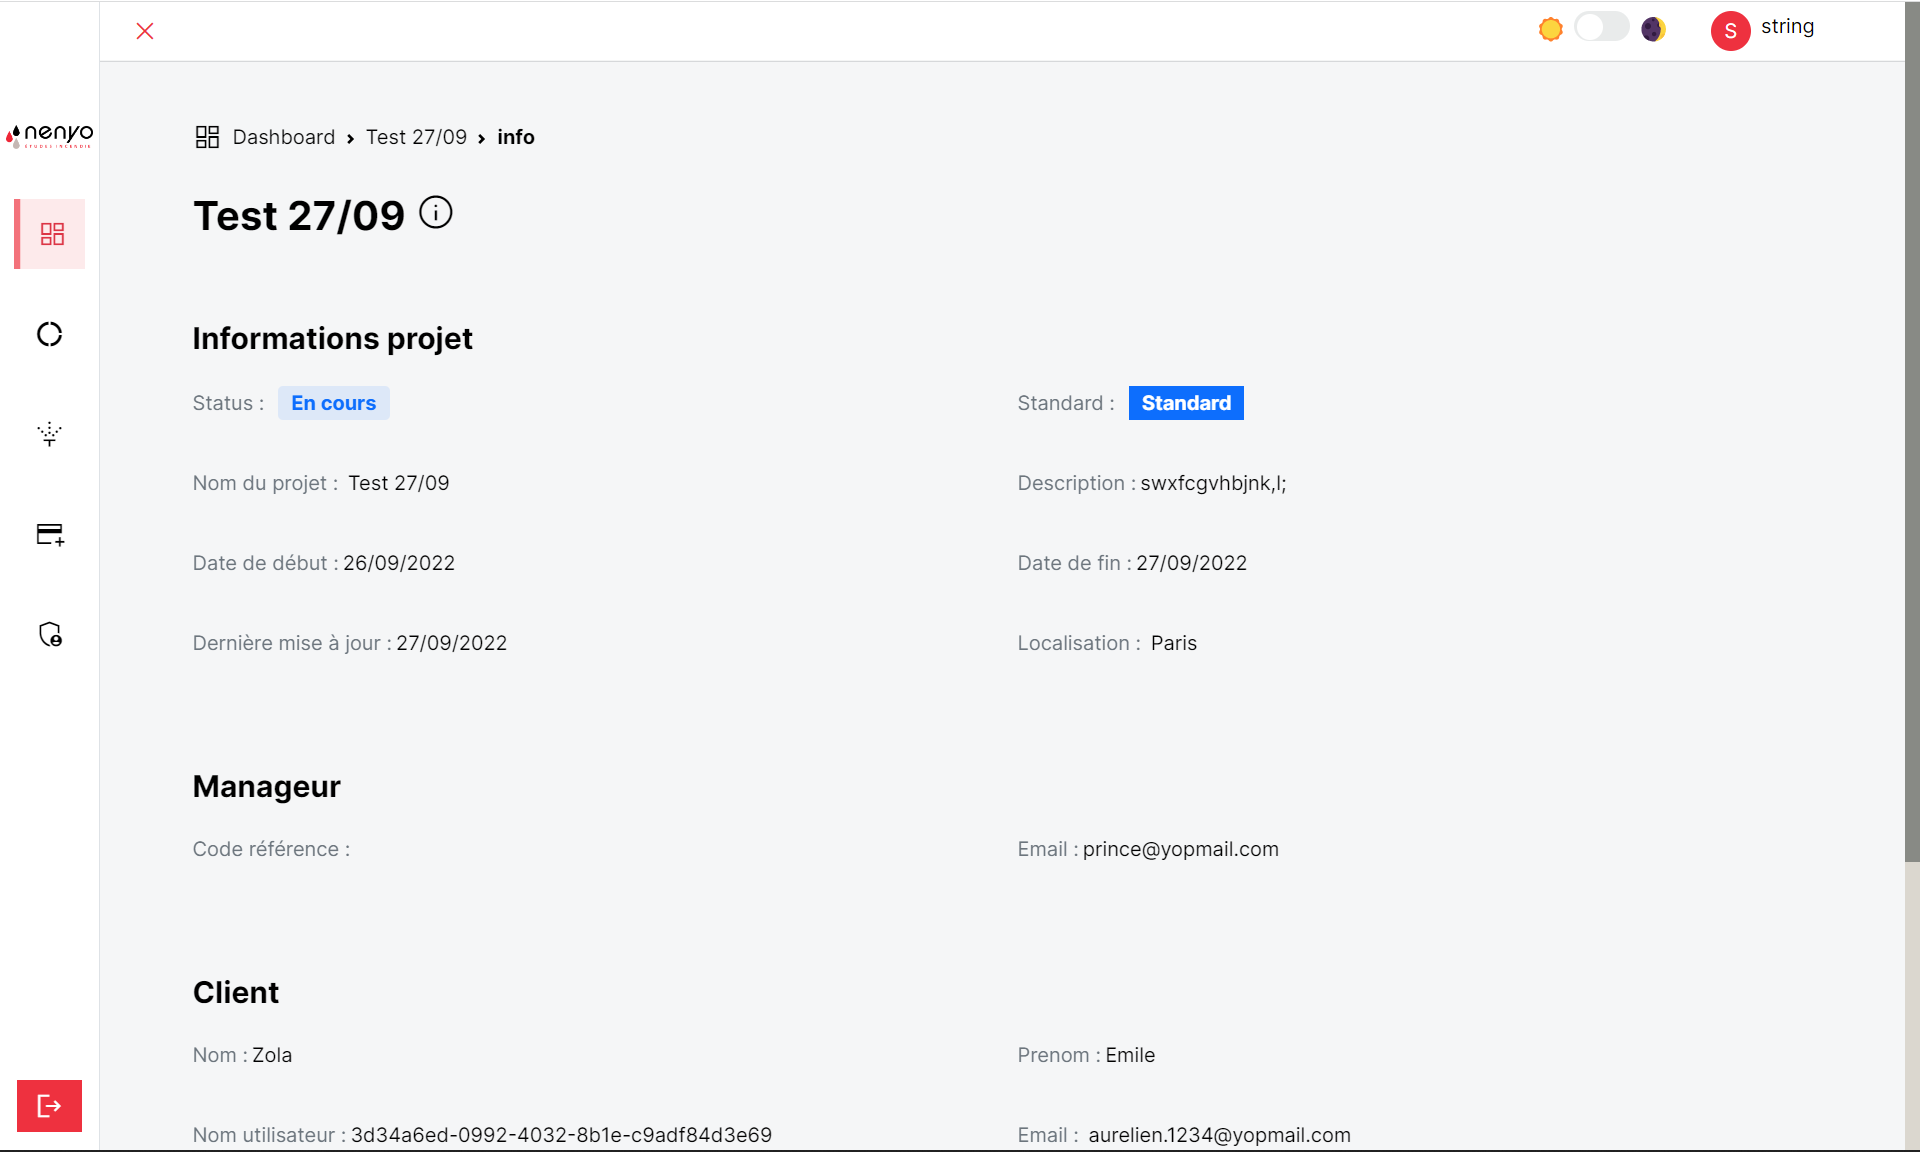 S string
nenyo
ÉTUDES INCENDIE
Dashboard › Test 27/09 › info
Test 27/09
Informations projet
Status : En cours
Standard : Standard
Nom du projet : Test 27/09
Description : swxfcgvhbjnk,l;
Date de début : 26/09/2022
Date de fin : 27/09/2022
Dernière mise à jour : 27/09/2022
Localisation : Paris
Manageur
Code référence :
Email : prince@yopmail.com
Client
Nom : Zola
Prenom : Emile
Nom utilisateur : 3d34a6ed-0992-4032-8b1e-c9adf84d3e69
Email : aurelien.1234@yopmail.com